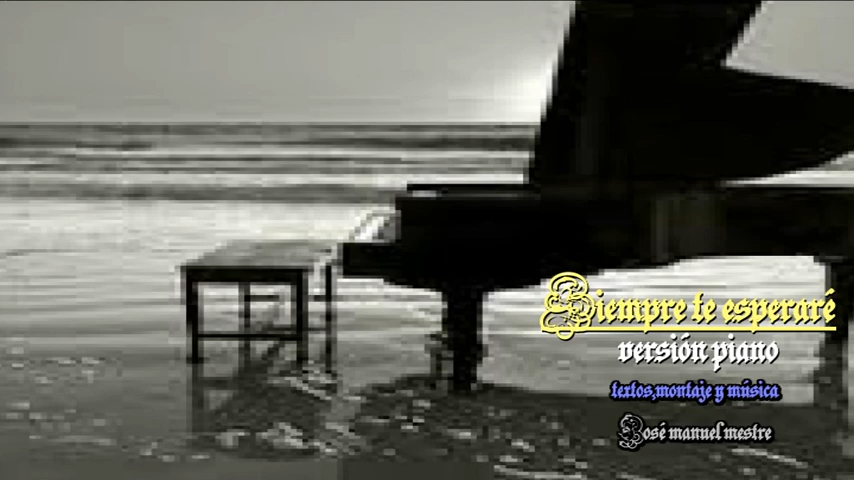 Siempre te esperaré
versión piano
textos,montaje y música
José manuel mestre